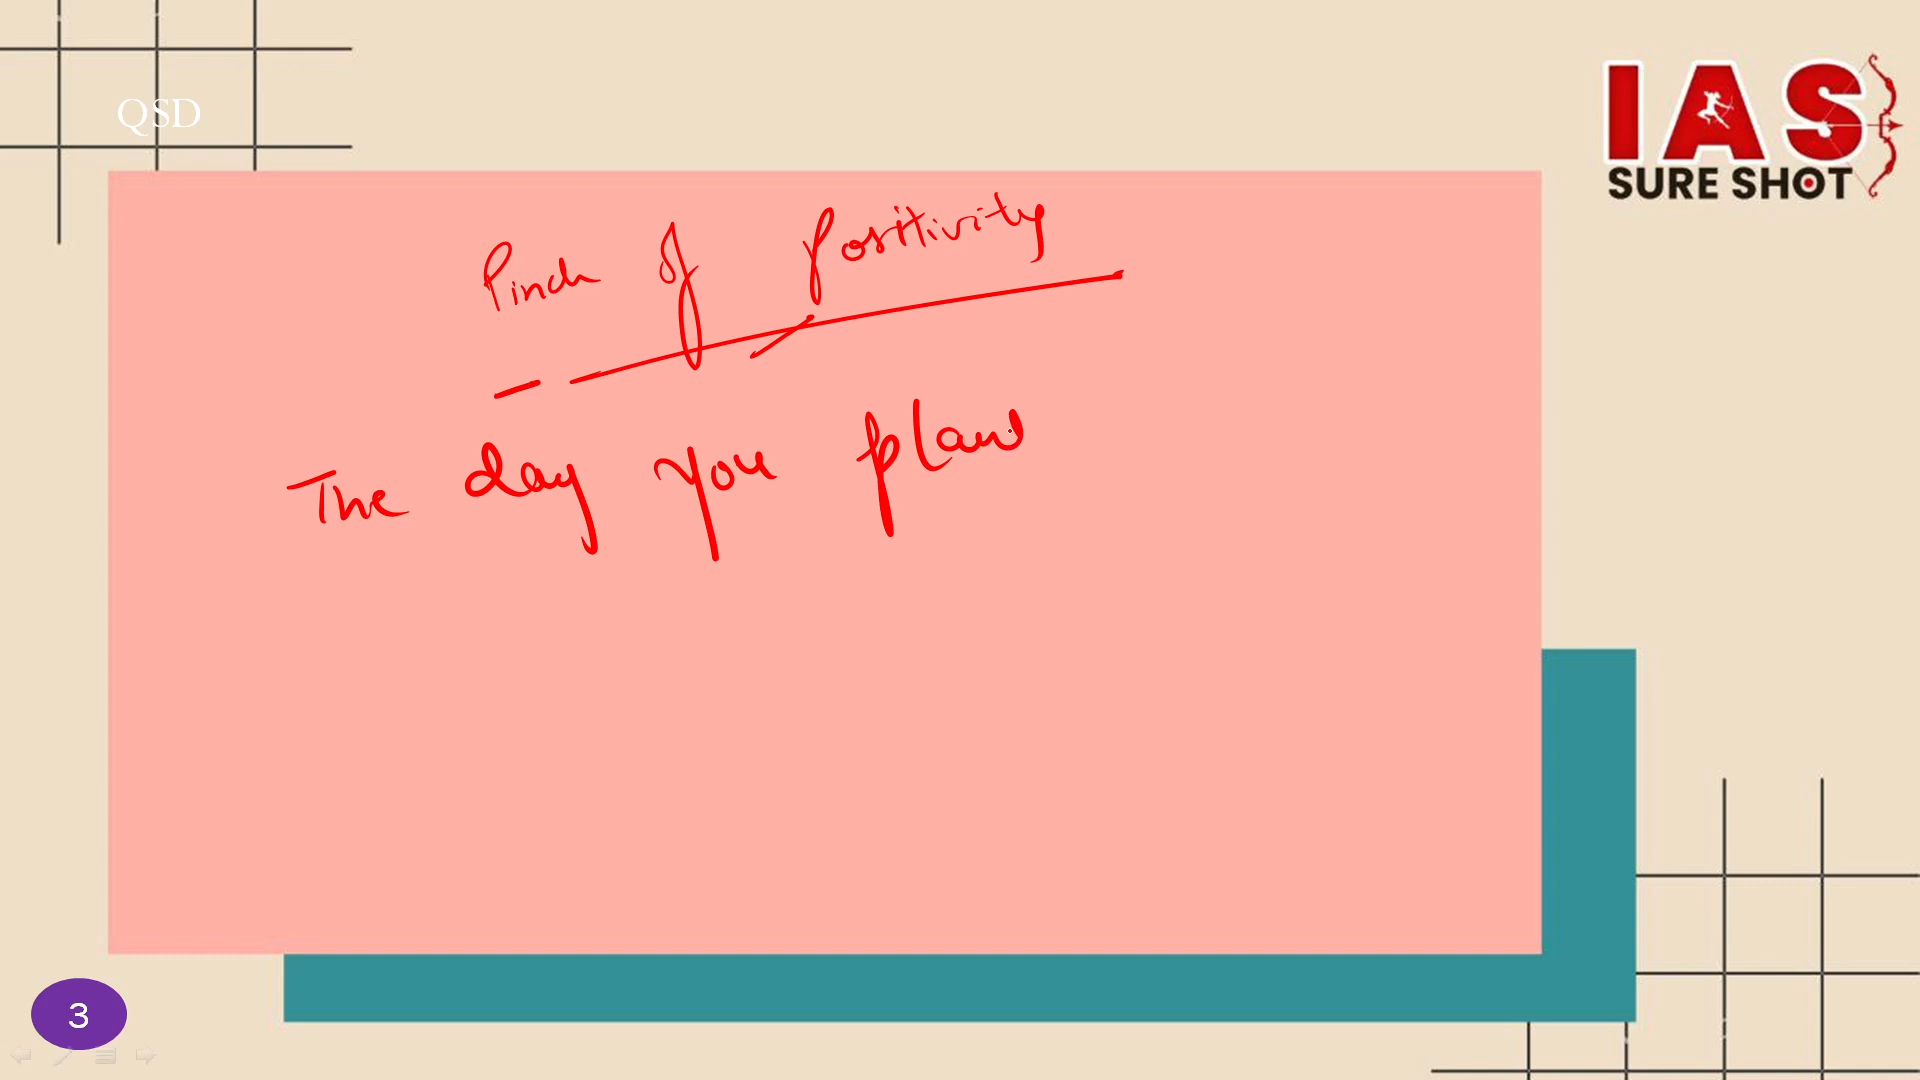 QSD
IAS
SURE SHOT
Pinch of Positivity
The day you plan
3